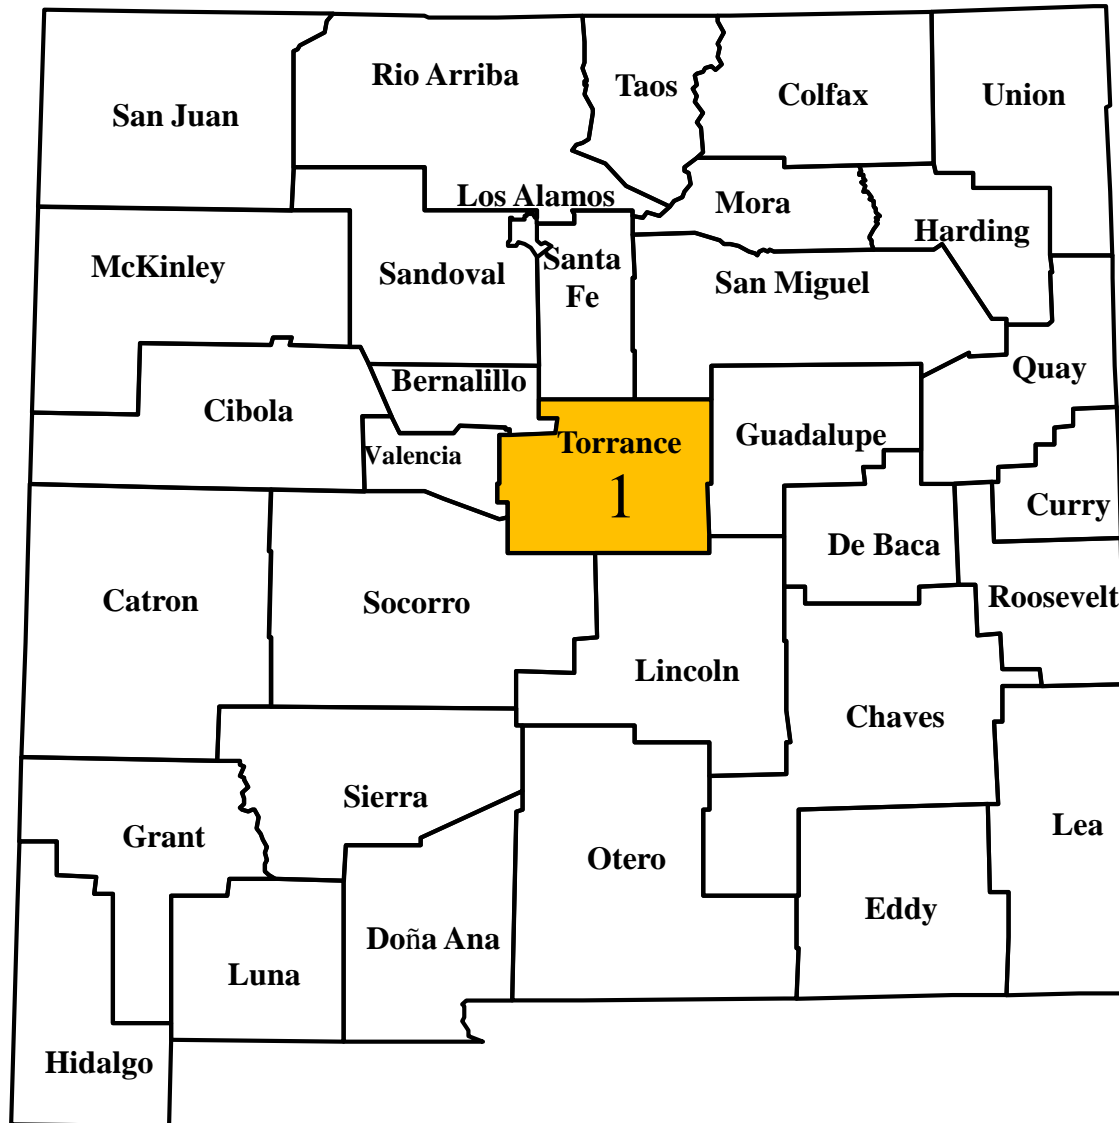 Rio Arriba
Taos
Colfax
Union
San Juan
Los Alamos
Mora
Harding
McKinley
Sandoval
Santa
Fe
San Miguel
Quay
Bernalillo
Cibola
Torrance
1
Guadalupe
Valencia
Curry
De Baca
Catron
Socorro
Roosevelt
Lincoln
Chaves
Sierra
Grant
Lea
Otero
Eddy
Doña Ana
Luna
Hidalgo